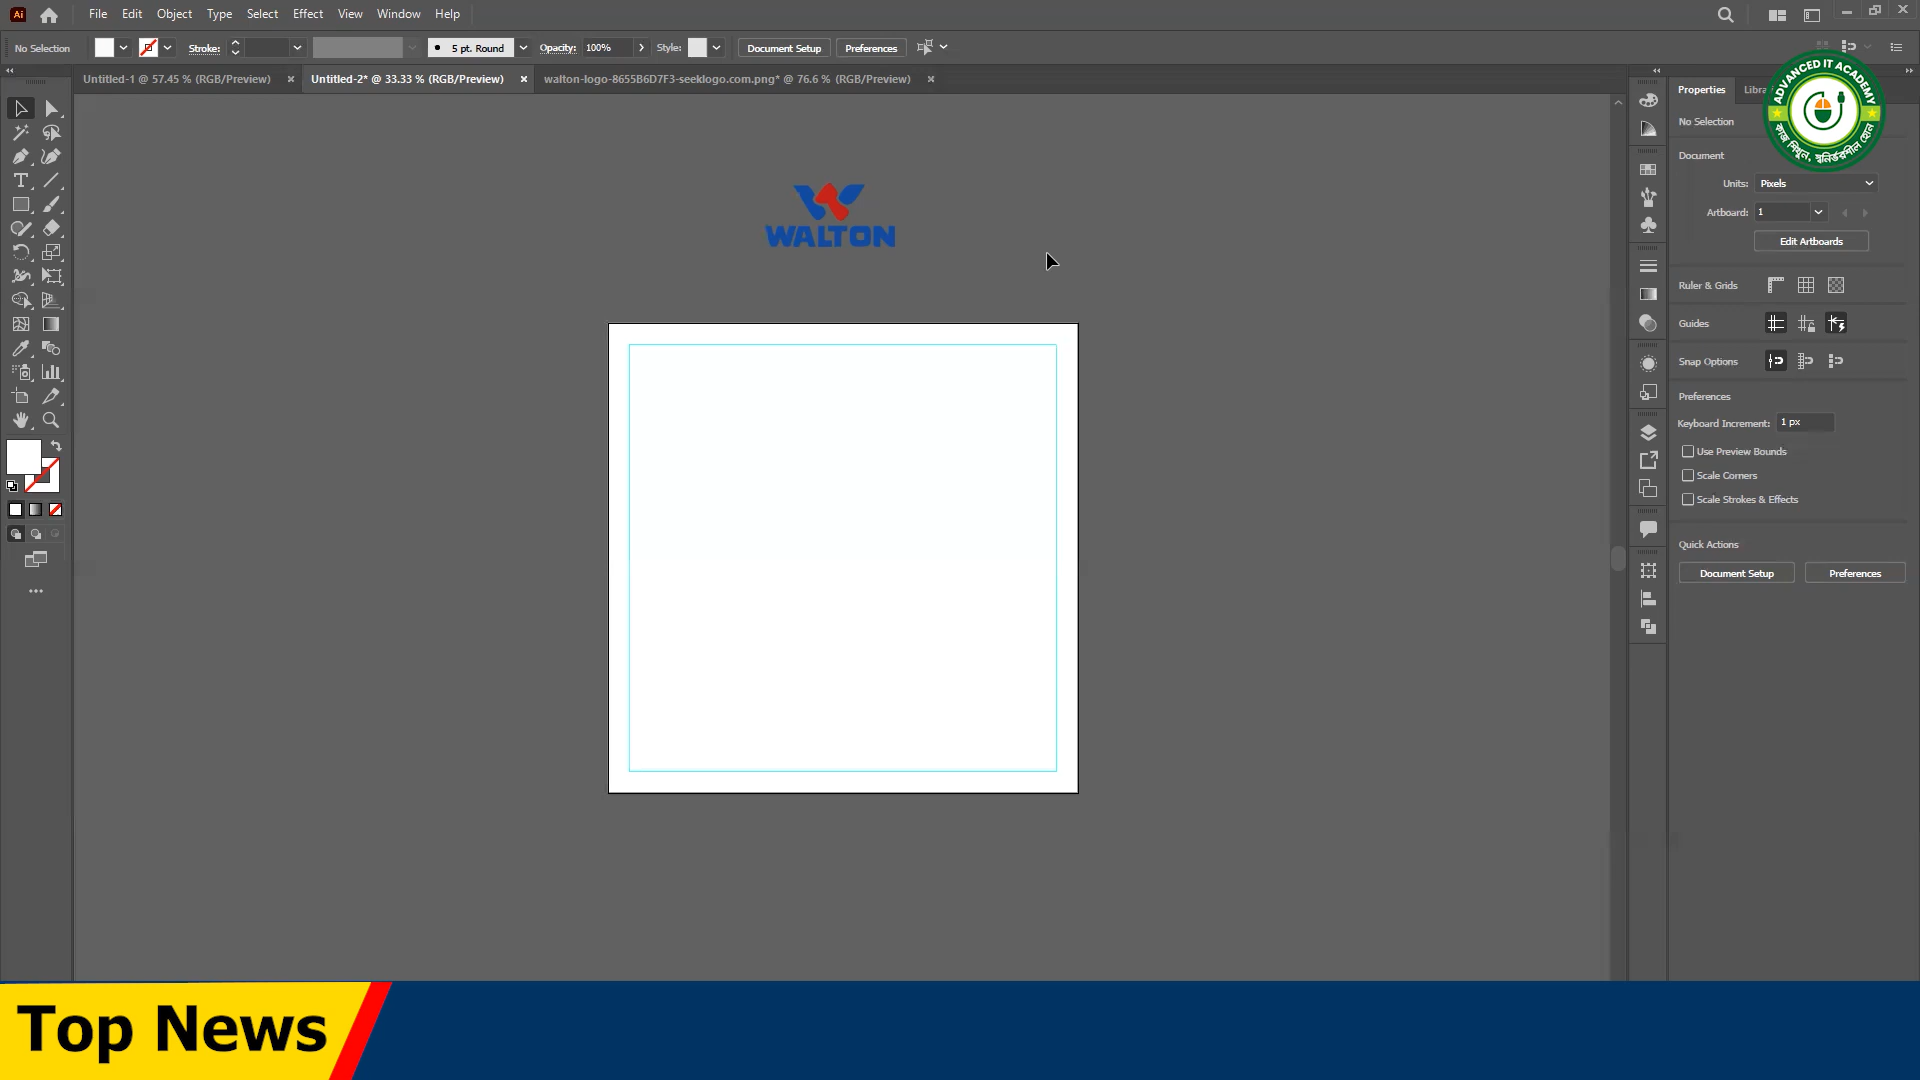 Ai File Edit Object Type Select Effect View Window Help
No Selection Stroke: 5 pt. Round Opacity: 100% Style: Document Setup Preferences
Untitled-1 @ 57.45 % (RGB/Preview) Untitled-2* @ 33.33 % (RGB/Preview) walton-logo-8655B6D7F3-seeklogo.com.png* @ 76.6 % (RGB/Preview)
Properties
ADVANCED IT ACADEMY
কাজ শিখুন, স্বনির্ভরশীল হোন
No Selection
Document
Units: Pixels
Artboard: 1
Edit Artboards
WALTON
Ruler & Grids
Guides
Snap Options
Preferences
Keyboard Increment: 1 px
Use Preview Bounds
Scale Corners
Scale Strokes & Effects
Quick Actions
Document Setup Preferences
Top News